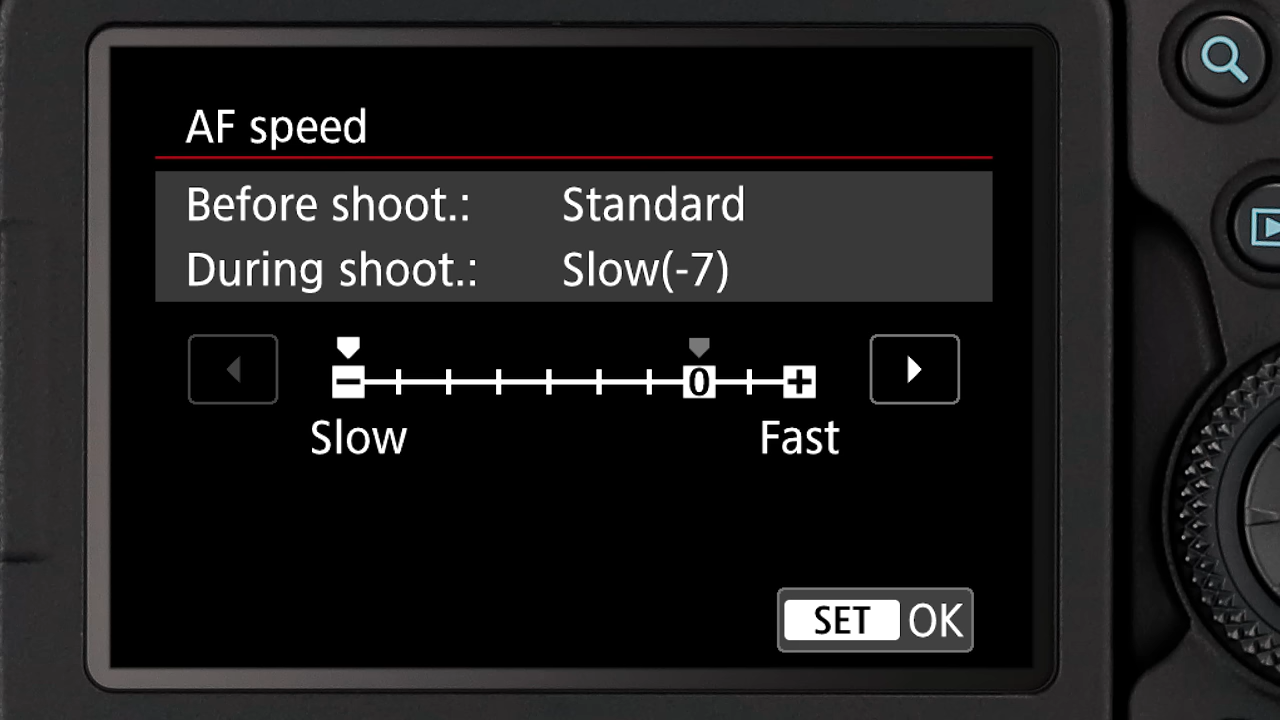 AF speed
Before shoot.: Standard
During shoot.: Slow(-7)
− 0 +
Slow Fast
SET OK